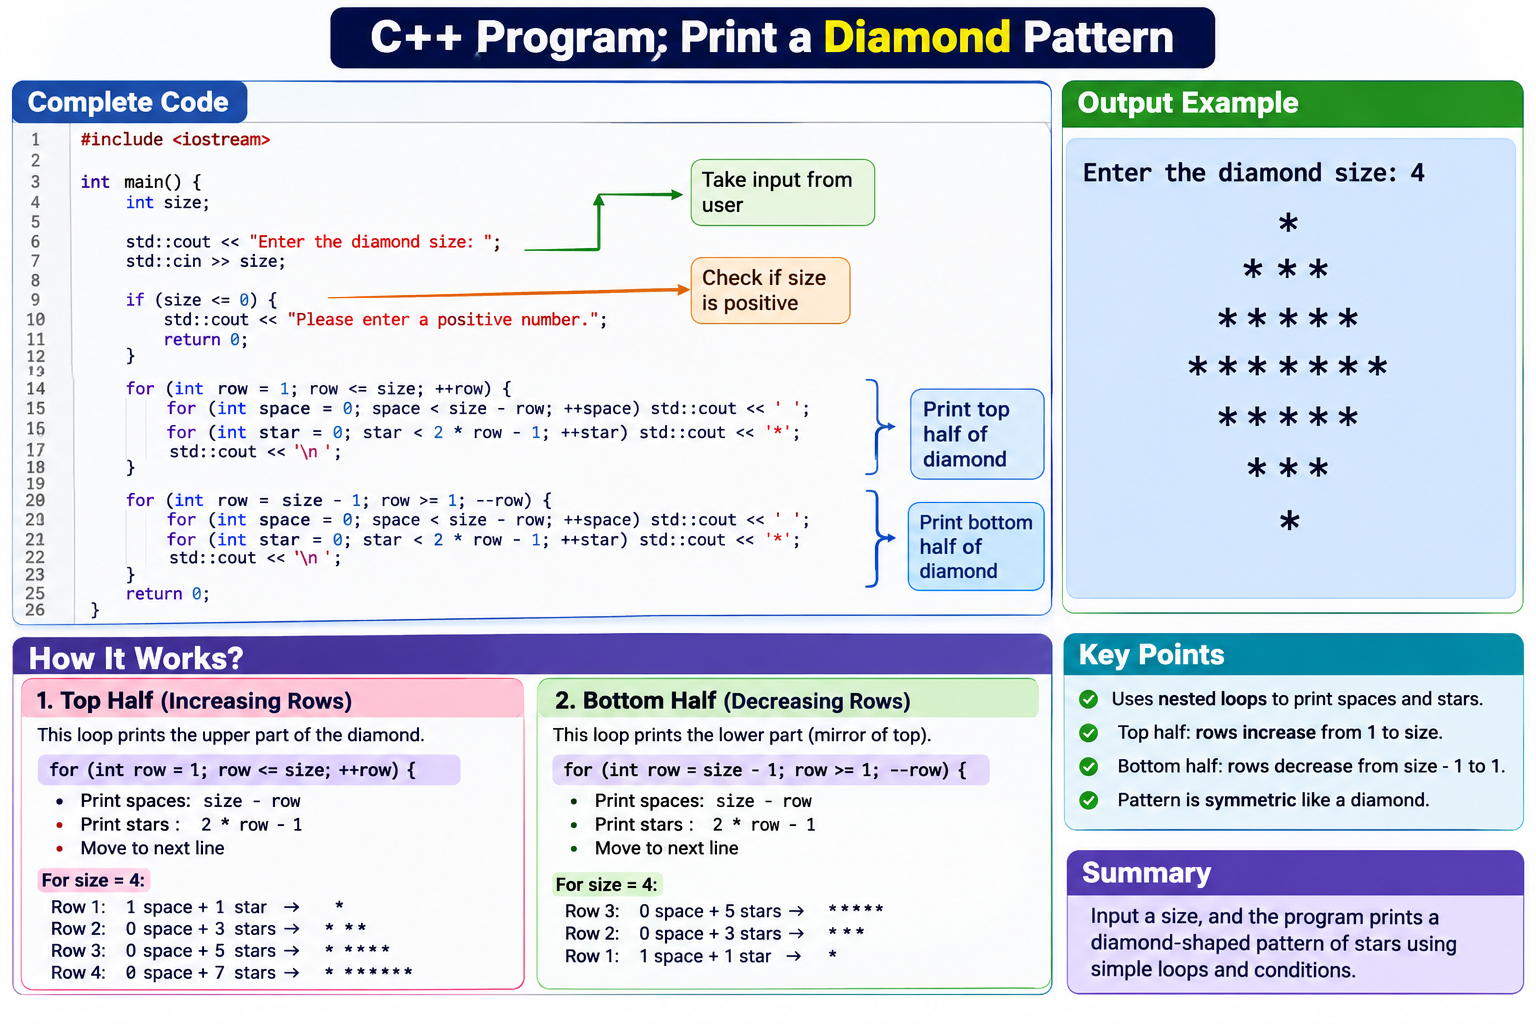 C++ Program; Print a Diamond Pattern
Complete Code
1 #include <iostream>
2
3 int main() {
4 int size;
5
6 std::cout << "Enter the diamond size: ";
7 std::cin >> size;
8
9 if (size <= 0) {
10 std::cout << "Please enter a positive number.";
11 return 0;
12 }
13
14 for (int row = 1; row <= size; ++row) {
15 for (int space = 0; space < size - row; ++space) std::cout << ' ';
15 for (int star = 0; star < 2 * row - 1; ++star) std::cout << '*';
17 std::cout << '\n ';
18 }
19
20 for (int row = size - 1; row >= 1; --row) {
21 for (int space = 0; space < size - row; ++space) std::cout << ' ';
21 for (int star = 0; star < 2 * row - 1; ++star) std::cout << '*';
22 std::cout << '\n ';
23 }
25 return 0;
26 }
Take input from
user
Check if size
is positive
Print top
half of
diamond
Print bottom
half of
diamond
Output Example
Enter the diamond size: 4
*
***
*****
*******
*****
***
*
How It Works?
1. Top Half (Increasing Rows)
This loop prints the upper part of the diamond.
for (int row = 1; row <= size; ++row) {
• Print spaces: size - row
• Print stars : 2 * row - 1
• Move to next line
For size = 4:
Row 1: 1 space + 1 star → *
Row 2: 0 space + 3 stars → * **
Row 3: 0 space + 5 stars → * ****
Row 4: 0 space + 7 stars → * ******
2. Bottom Half (Decreasing Rows)
This loop prints the lower part (mirror of top).
for (int row = size - 1; row >= 1; --row) {
• Print spaces: size - row
• Print stars : 2 * row - 1
• Move to next line
For size = 4:
Row 3: 0 space + 5 stars → *****
Row 2: 0 space + 3 stars → ***
Row 1: 1 space + 1 star → *
Key Points
Uses nested loops to print spaces and stars.
Top half: rows increase from 1 to size.
Bottom half: rows decrease from size - 1 to 1.
Pattern is symmetric like a diamond.
Summary
Input a size, and the program prints a
diamond-shaped pattern of stars using
simple loops and conditions.